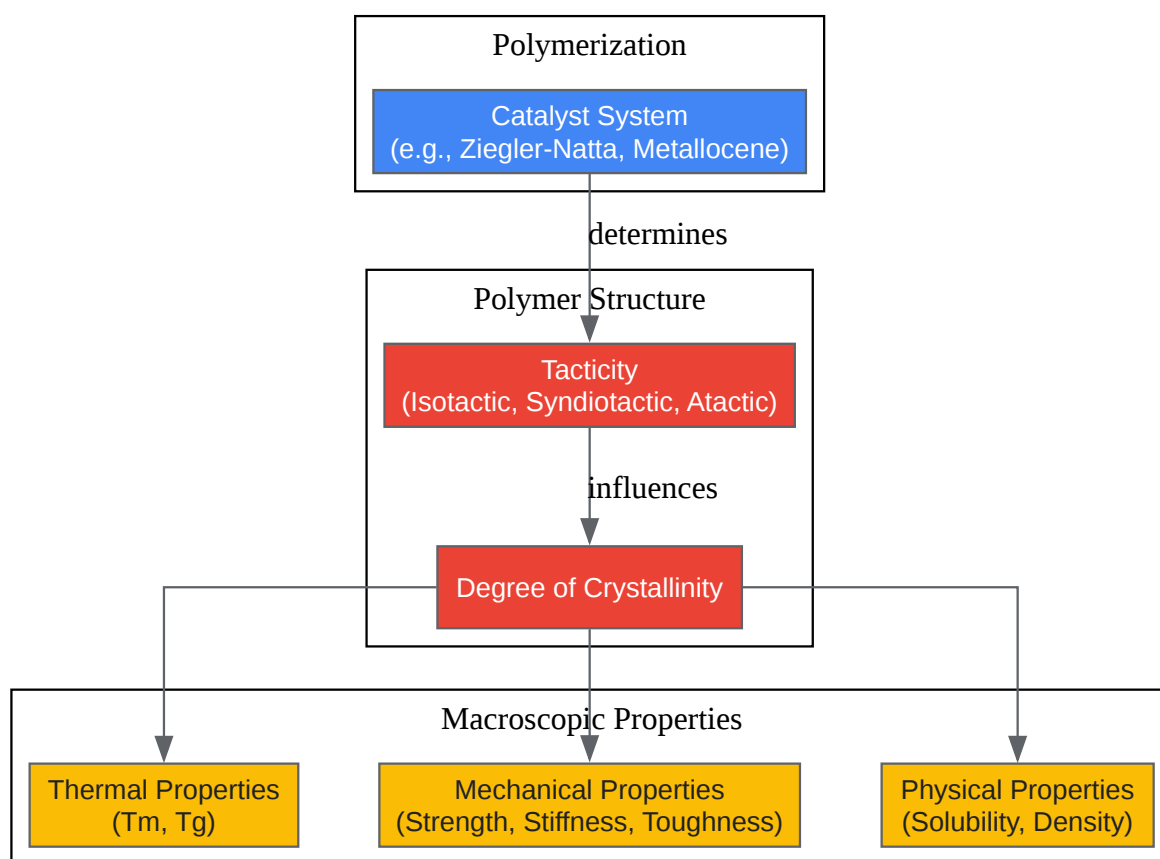 Polymerization
Catalyst System
(e.g., Ziegler-Natta, Metallocene)
determines
Polymer Structure
Tacticity
(Isotactic, Syndiotactic, Atactic)
influences
Degree of Crystallinity
Macroscopic Properties
Thermal Properties
(Tm, Tg)
Mechanical Properties
(Strength, Stiffness, Toughness)
Physical Properties
(Solubility, Density)